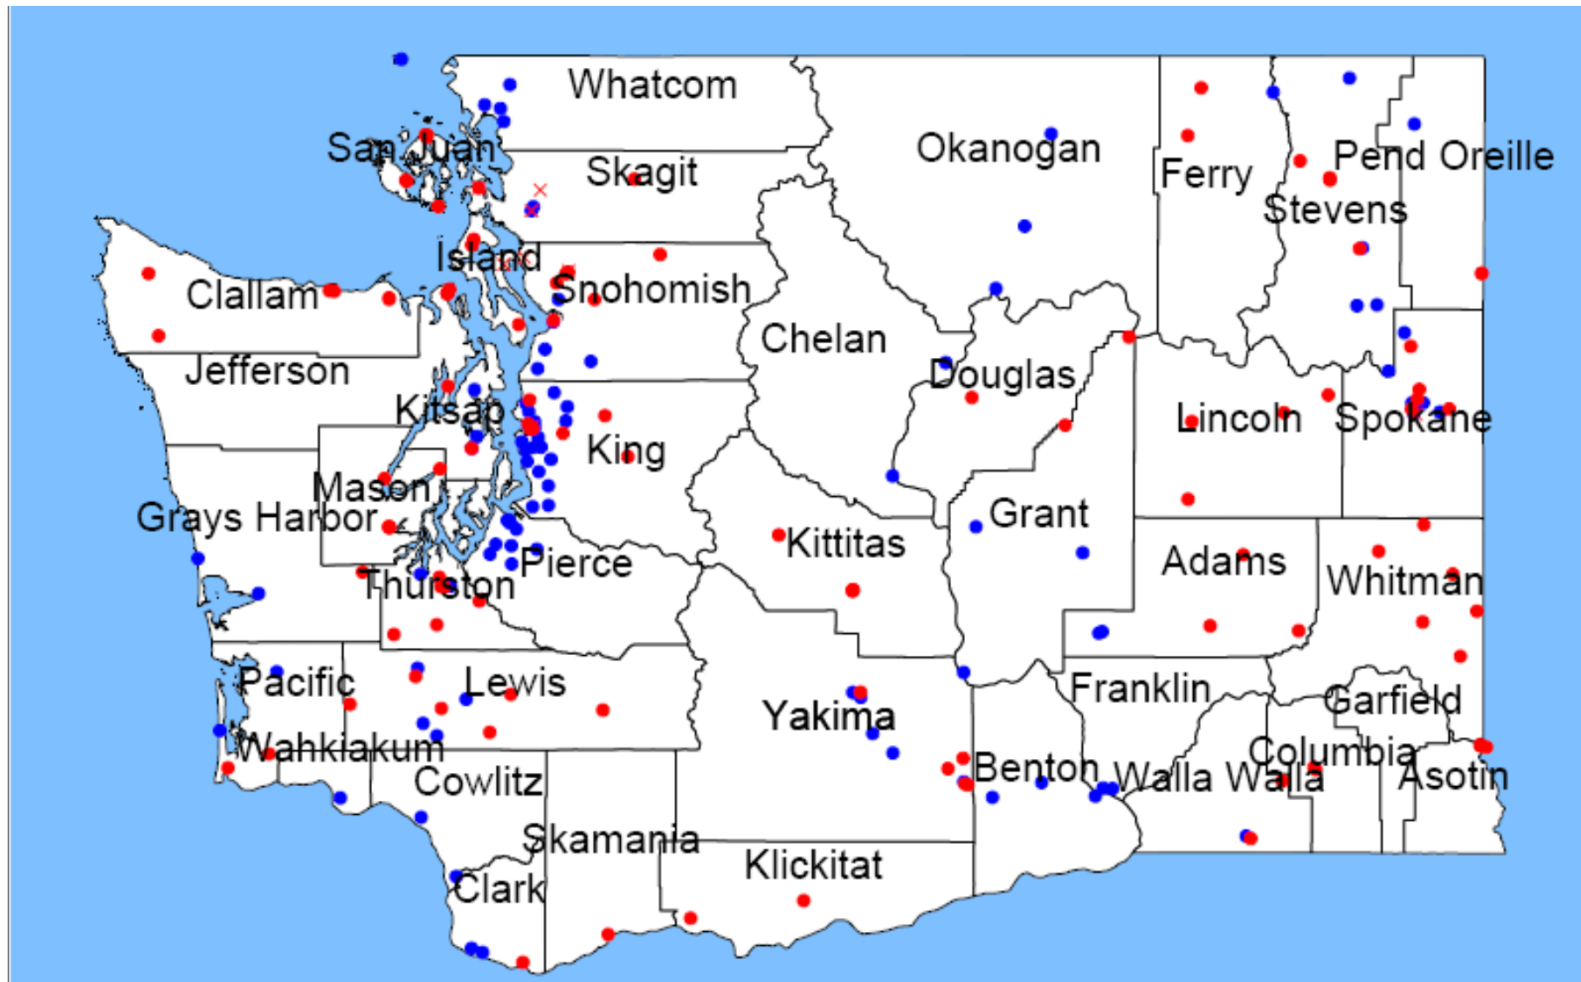 Whatcom
San Juan
Skagit
Okanogan
Ferry
Pend Oreille
Stevens
Island
Clallam
Snohomish
Chelan
Jefferson
Douglas
Kitsap
King
Lincoln
Spokane
Mason
Grays Harbor
Grant
Kittitas
Adams
Pierce
Thurston
Whitman
Pacific
Lewis
Franklin
Garfield
Yakima
Wahkiakum
Columbia
Benton
Walla Walla
Asotin
Cowlitz
Skamania
Klickitat
Clark